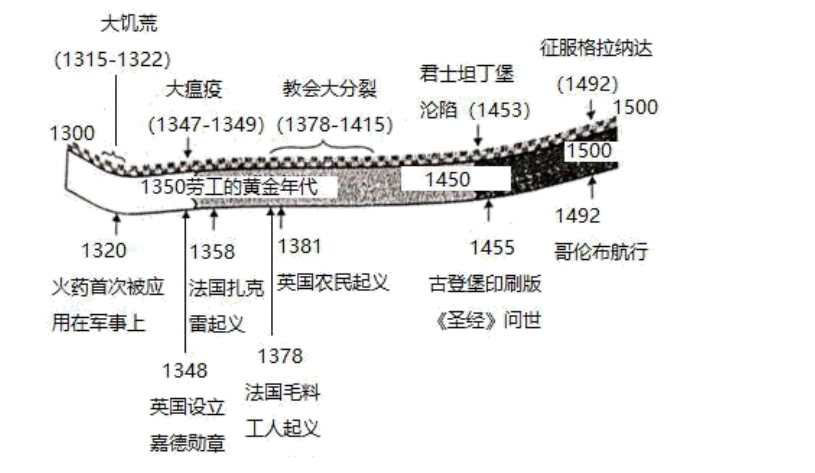 大饥荒
(1315-1322)
大瘟疫
(1347-1349)
教会大分裂
(1378-1415)
君士坦丁堡
沦陷（1453）
征服格拉纳达
(1492)
1500
1300
1350劳工的黄金年代
1450
1500
1320
火药首次被应
用在军事上
1348
英国设立
嘉德勋章
1358
法国扎克
雷起义
1378
法国毛料
工人起义
1381
英国农民起义
1455
古登堡印刷版
《圣经》问世
1492
哥伦布航行